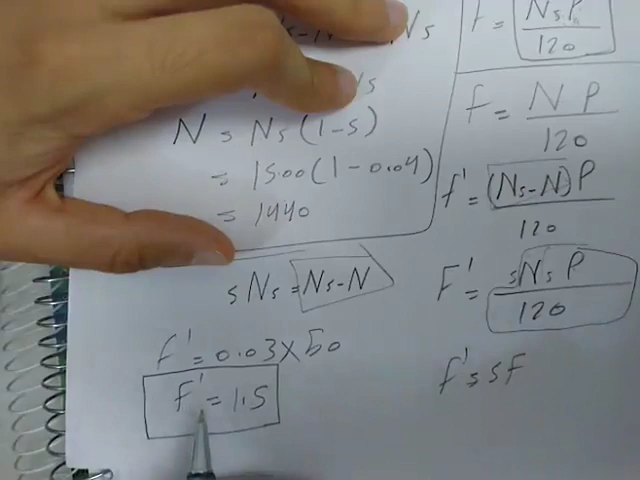 Ns
N = Ns(1-s)
= 1500(1-0.04)
= 1440
sNs = Ns-N
f' = 0.03×50
F' = 1.5
f = NsP/120
f = NP/120
f' = (Ns-N)P/120
F' = sNsP/120
f' = sF